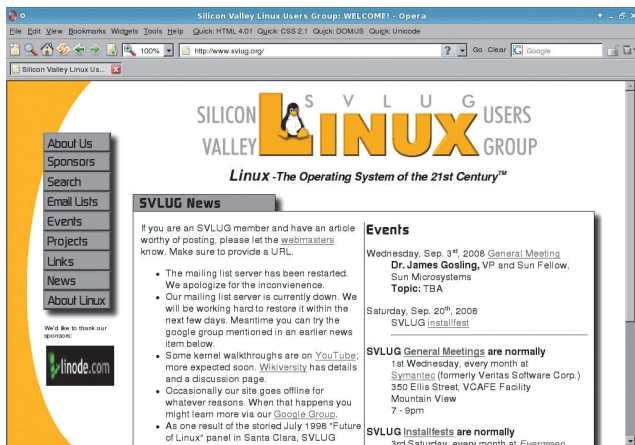 Silicon Valley Linux Users Group: WELCOME! - Opera
File Edit View Bookmarks Widgets Tools Help Quick: HTML 4.01 Quick: CSS 2.1 Quick: DOM/JS Quick: Unicode
100% http://www.svlug.org/ ? Go Clear G Google
Silicon Valley Linux Us...
S V L U G
SILICON LINUX USERS
VALLEY GROUP
Linux -The Operating System of the 21st Century™
About Us
Sponsors
Search
Email Lists
Events
Projects
Links
News
About Linux
We'd like to thank our
sponsors:
linode.com
SVLUG News
If you are an SVLUG member and have an article
worthy of posting, please let the webmasters
know. Make sure to provide a URL.
• The mailing list server has been restarted.
We apologize for the inconvienence.
• Our mailing list server is currently down. We
will be working hard to restore it within the
next few days. Meantime you can try the
google group mentioned in an earlier news
item below.
• Some kernel walkthroughs are on YouTube;
more expected soon. Wikiversity has details
and a discussion page.
• Occasionally our site goes offline for
whatever reasons. When that happens you
might learn more via our Google Group.
• As one result of the storied July 1998 "Future
of Linux" panel in Santa Clara, SVLUG
Events
Wednesday, Sep. 3rd, 2008 General Meeting
Dr. James Gosling, VP and Sun Fellow,
Sun Microsystems
Topic: TBA
Saturday, Sep. 20th, 2008
SVLUG installfest
SVLUG General Meetings are normally
1st Wednesday, every month at
Symantec (formerly Veritas Software Corp.)
350 Ellis Street, VCAFE Facility
Mountain View
7 - 9pm
SVLUG Installfests are normally
3rd Saturday, every month at Evergreen